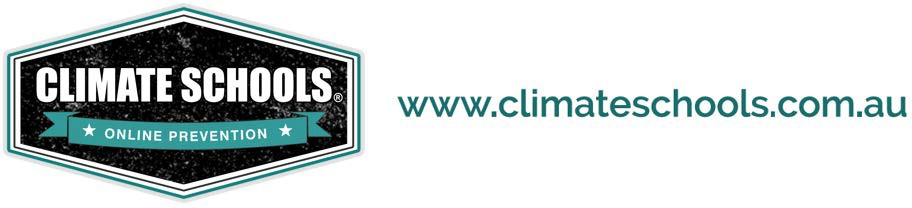 CLIMATE SCHOOLS®
★ ONLINE PREVENTION ★
www.climateschools.com.au